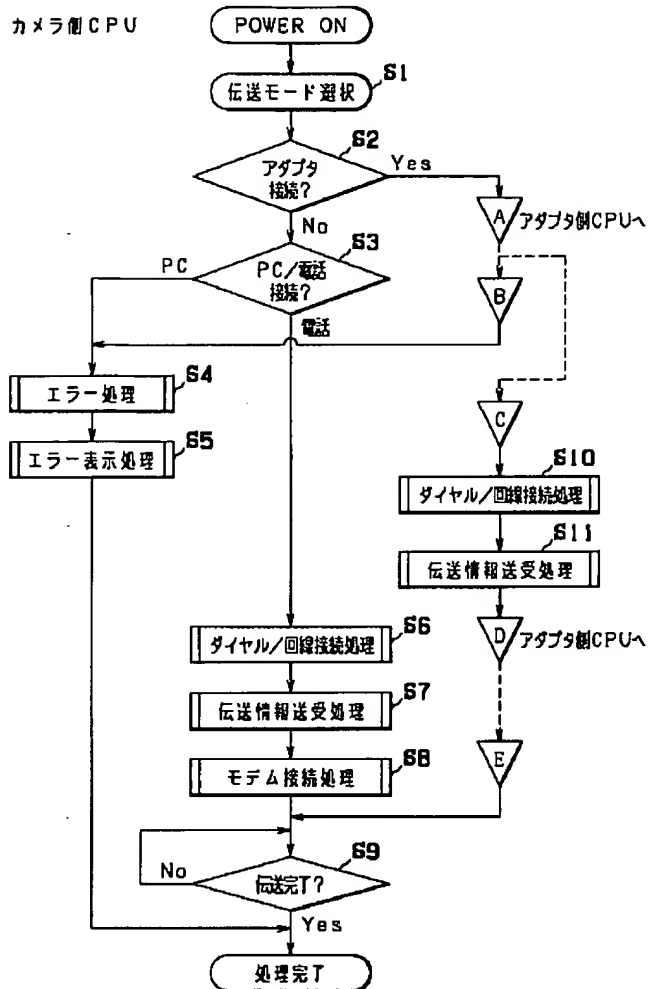 カメラ側CPU
POWER ON
伝送モード選択
S1
アダプタ
接続?
S2
Yes
No
A
アダプタ側CPUへ
PC/電話
接続?
S3
PC
電話
B
エラー処理
S4
エラー表示処理
S5
C
ダイヤル/回線接続処理
S10
伝送情報送受処理
S11
D
アダプタ側CPUへ
ダイヤル/回線接続処理
S6
伝送情報送受処理
S7
モデム接続処理
S8
E
伝送完了?
S9
No
Yes
処理完了